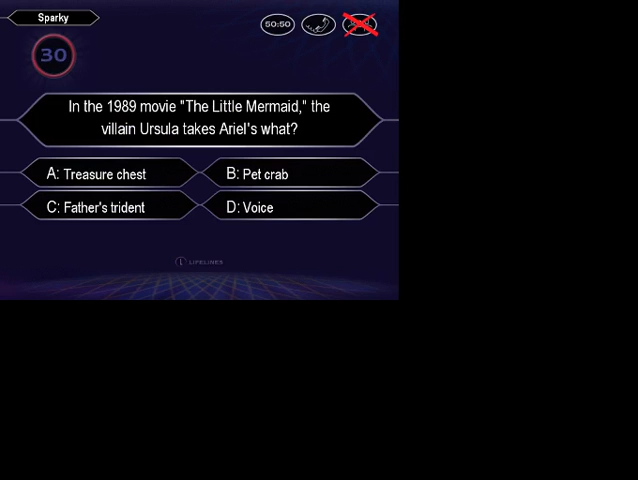 Sparky
50:50
30
In the 1989 movie "The Little Mermaid," the
villain Ursula takes Ariel's what?
A: Treasure chest
B: Pet crab
C: Father's trident
D: Voice
L LIFELINES